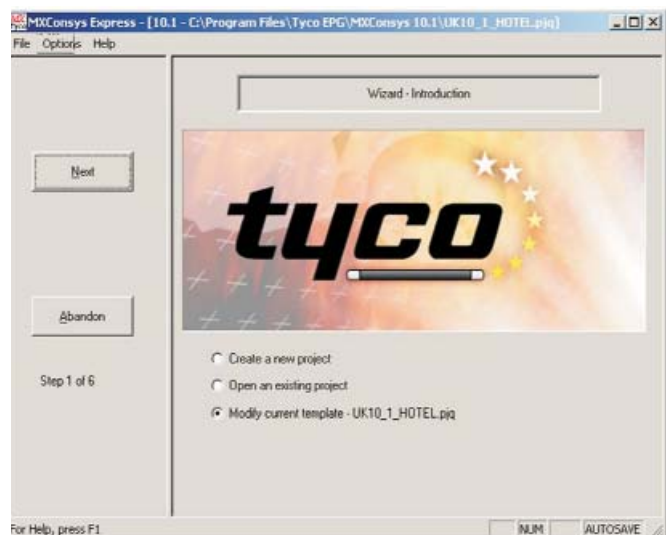 MXConsys Express - [10.1 - C:\Program Files\Tyco EPG\MXConsys 10.1\UK10_1_HOTEL.pjq]
File Options Help
Wizard - Introduction
Next
tyco
Abandon
Step 1 of 6
Create a new project
Open an existing project
Modify current template - UK10_1_HOTEL.pjq
For Help, press F1
NUM
AUTOSAVE